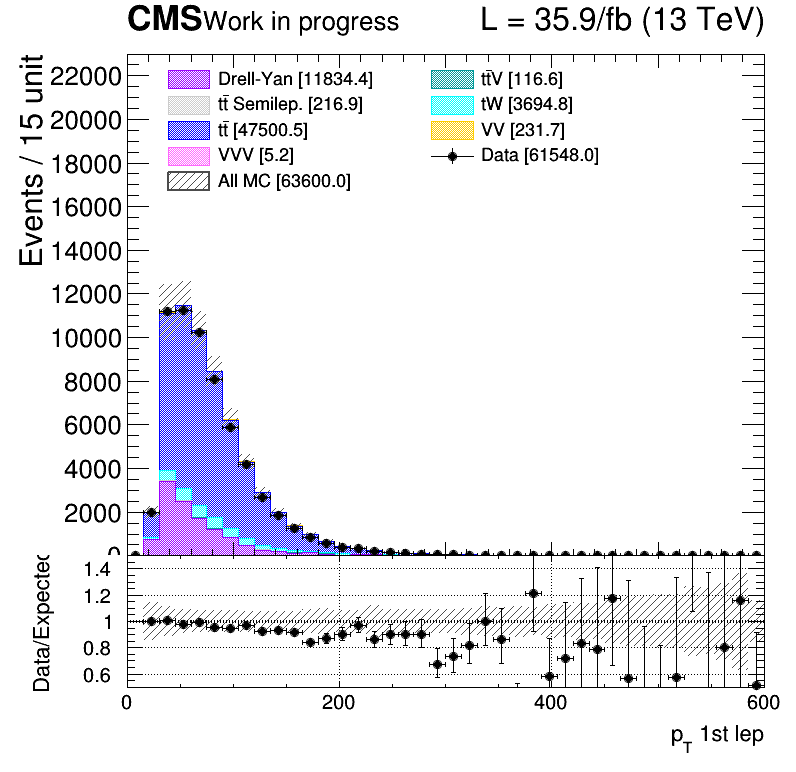 CMS Work in progress L = 35.9/fb (13 TeV)
Events / 15 unit
22000
20000
18000
16000
14000
12000
10000
8000
6000
4000
2000
0
Drell-Yan [11834.4]
tt̄ Semilep. [216.9]
tt̄ [47500.5]
VVV [5.2]
All MC [63600.0]
tt̄V [116.6]
tW [3694.8]
VV [231.7]
Data [61548.0]
Data/Expected
1.4
1.2
1
0.8
0.6
0 200 400 600
p_T 1st lep